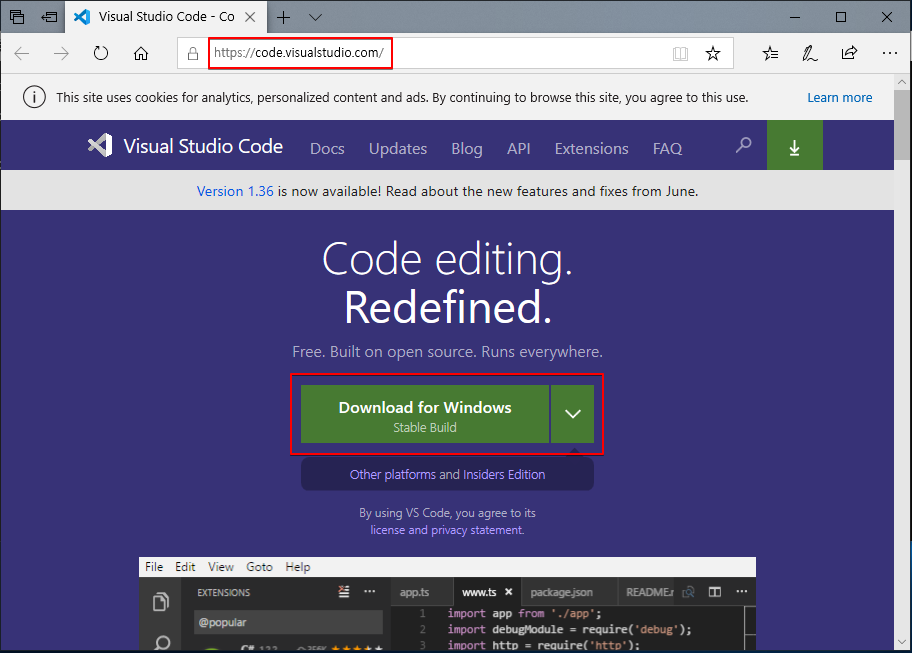 Visual Studio Code - Co
https://code.visualstudio.com/
This site uses cookies for analytics, personalized content and ads. By continuing to browse this site, you agree to this use.
Learn more
Visual Studio Code
Docs
Updates
Blog
API
Extensions
FAQ
Version 1.36 is now available! Read about the new features and fixes from June.
Code editing.
Redefined.
Free. Built on open source. Runs everywhere.
Download for Windows
Stable Build
Other platforms and Insiders Edition
By using VS Code, you agree to its
license and privacy statement.
File Edit View Goto Help
EXTENSIONS
app.ts
www.ts
package.json
README.
@popular
1 import app from './app';
2 import debugModule = require('debug');
3 import http = require('http');